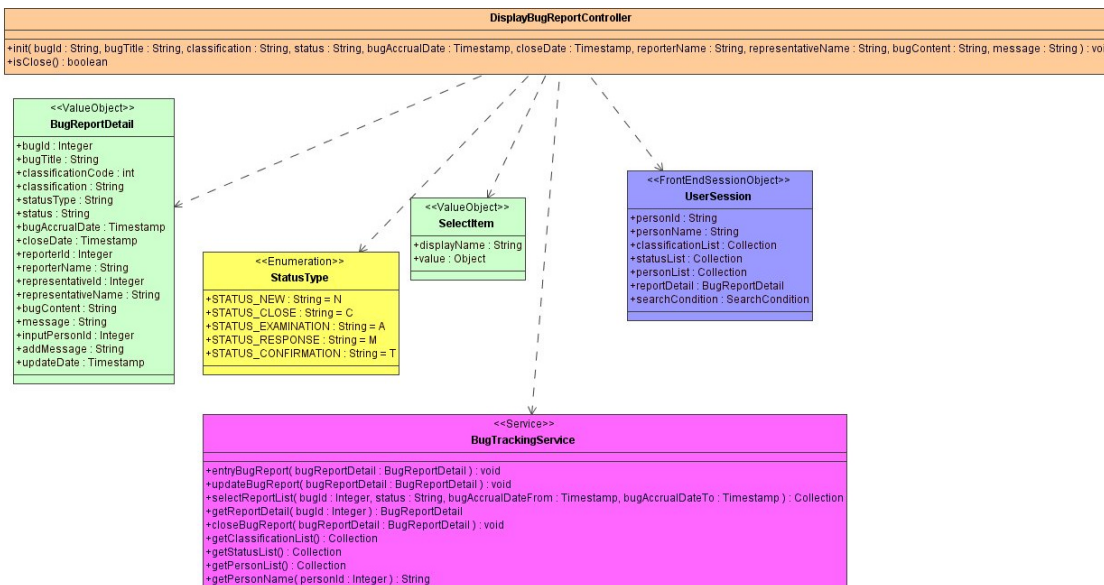 DisplayBugReportController
+init( bugId : String, bugTitle : String, classification : String, status : String, bugAccrualDate : Timestamp, closeDate : Timestamp, reporterName : String, representativeName : String, bugContent : String, message : String ) : vo
+isClose() : boolean
<<ValueObject>>
BugReportDetail
+bugId : Integer
+bugTitle : String
+classificationCode : int
+classification : String
+statusType : String
+status : String
+bugAccrualDate : Timestamp
+closeDate : Timestamp
+reporterId : Integer
+reporterName : String
+representativeId : Integer
+representativeName : String
+bugContent : String
+message : String
+inputPersonId : Integer
+addMessage : String
+updateDate : Timestamp
<<Enumeration>>
StatusType
+STATUS_NEW : String = N
+STATUS_CLOSE : String = C
+STATUS_EXAMINATION : String = A
+STATUS_RESPONSE : String = M
+STATUS_CONFIRMATION : String = T
<<ValueObject>>
SelectItem
+displayName : String
+value : Object
<<FrontEndSessionObject>>
UserSession
+personId : String
+personName : String
+classificationList : Collection
+statusList : Collection
+personList : Collection
+reportDetail : BugReportDetail
+searchCondition : SearchCondition
<<Service>>
BugTrackingService
+entryBugReport( bugReportDetail : BugReportDetail ) : void
+updateBugReport( bugReportDetail : BugReportDetail ) : void
+selectReportList( bugId : Integer, status : String, bugAccrualDateFrom : Timestamp, bugAccrualDateTo : Timestamp ) : Collection
+getReportDetail( bugId : Integer ) : BugReportDetail
+closeBugReport( bugReportDetail : BugReportDetail ) : void
+getClassificationList() : Collection
+getStatusList() : Collection
+getPersonList() : Collection
+getPersonName( personId : Integer ) : String